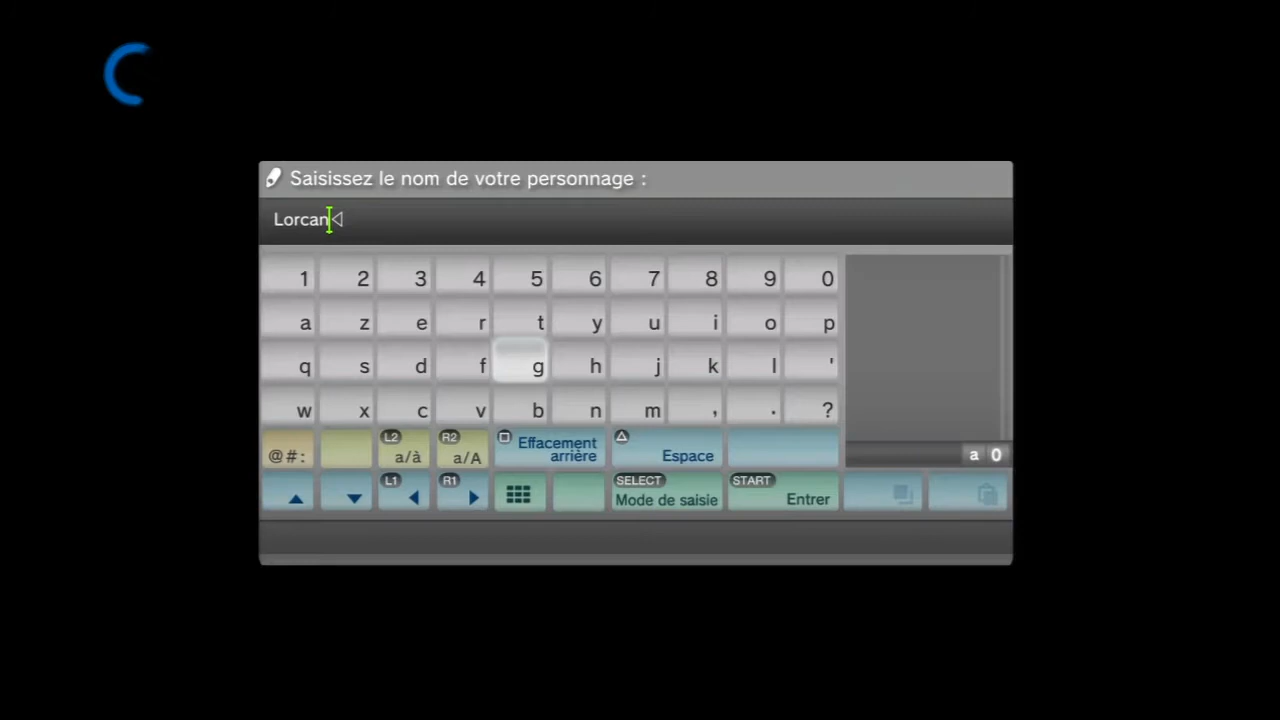 Saisissez le nom de votre personnage :
Lorcan
1 2 3 4 5 6 7 8 9 0
a z e r t y u i o p
q s d f g h j k l '
w x c v b n m , . ?
@#: L2 a/à R2 a/A Effacement arrière Espace a 0
L1 R1 SELECT Mode de saisie START Entrer